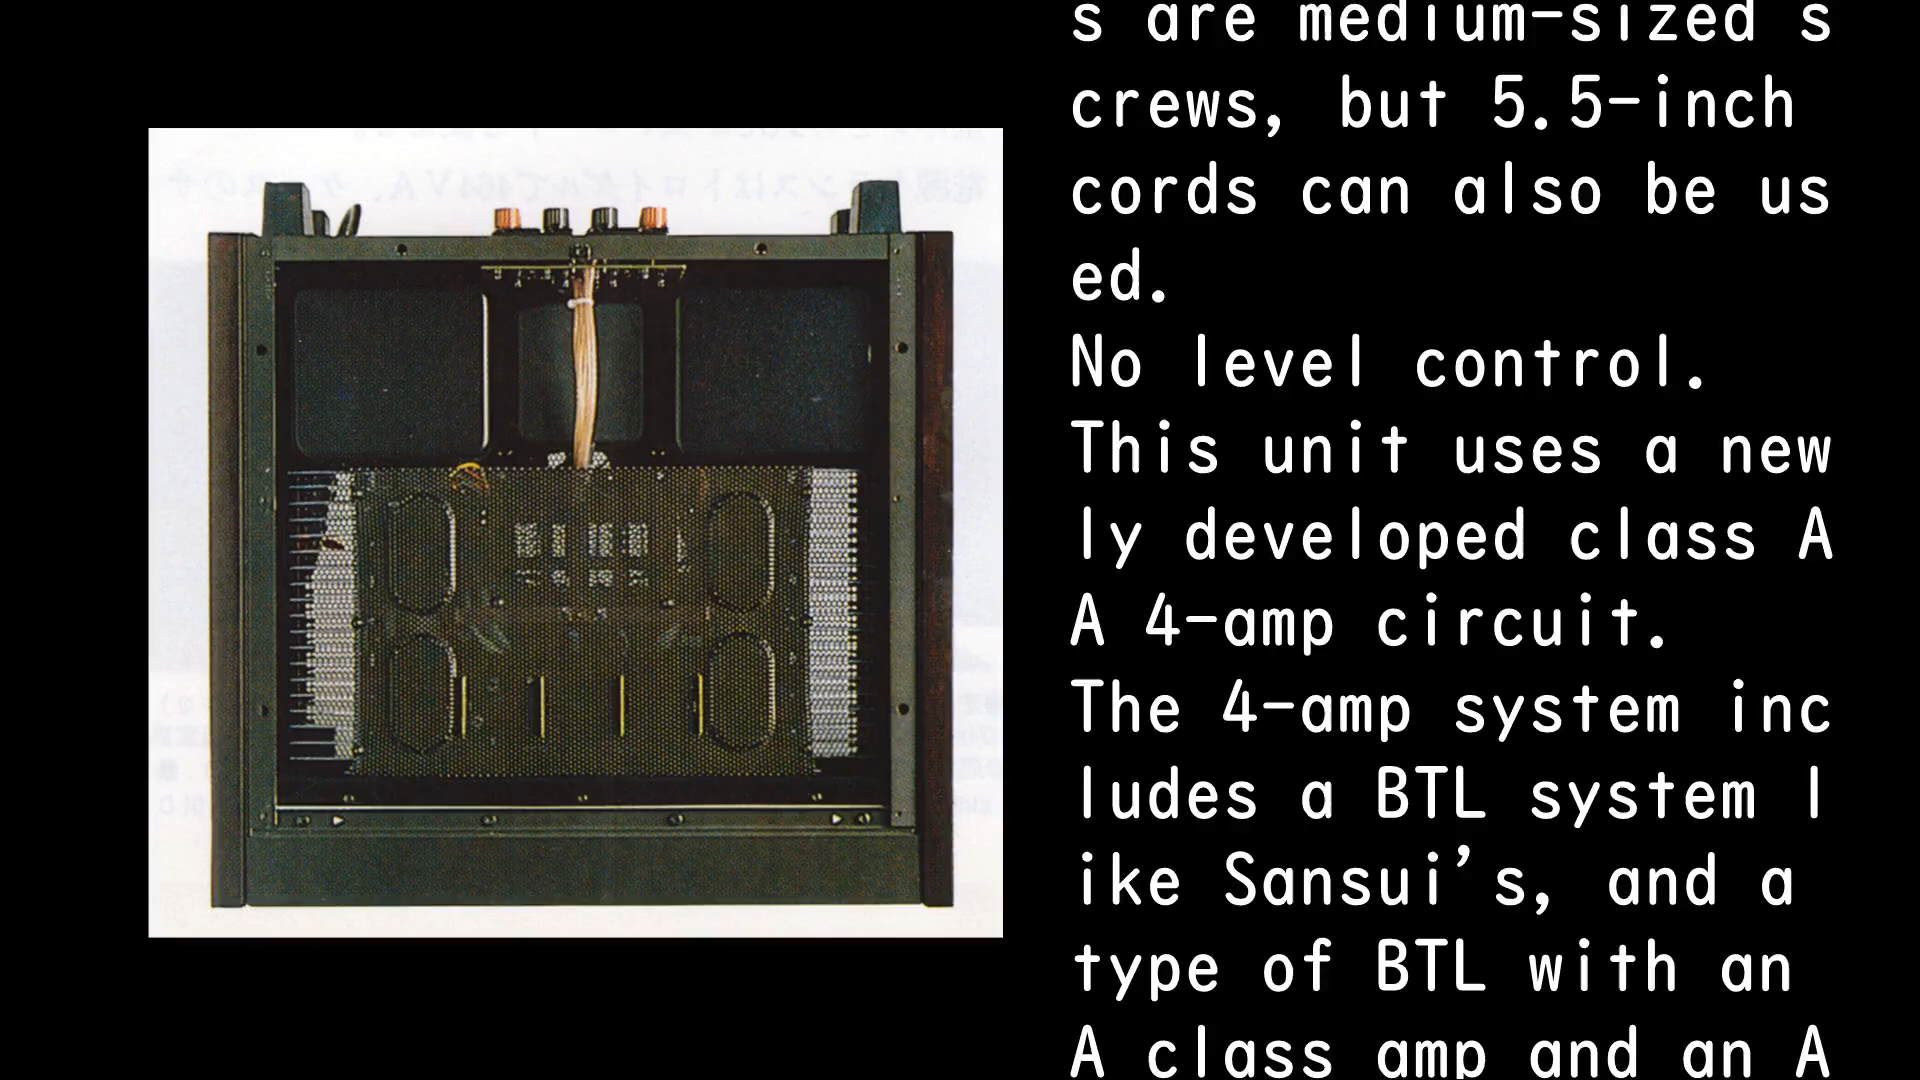 s are medium-sized s
crews, but 5.5-inch
cords can also be us
ed.
No level control.
This unit uses a new
ly developed class A
A 4-amp circuit.
The 4-amp system inc
ludes a BTL system l
ike Sansui's, and a
type of BTL with an
A class amp and an A